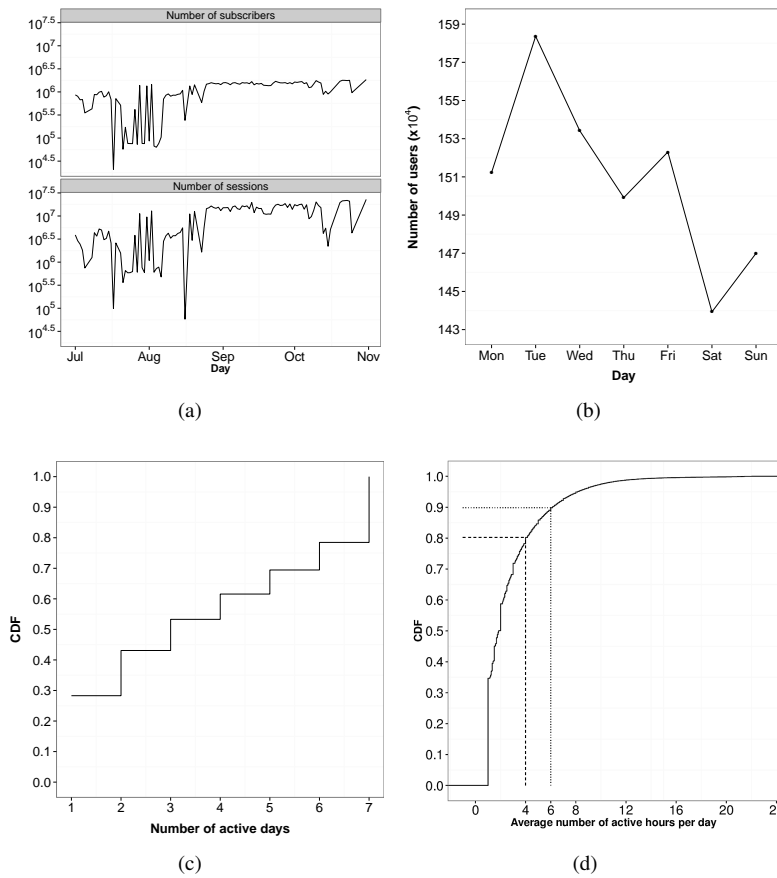 Number of subscribers
10^7.5
10^7
10^6.5
10^6
10^5.5
10^5
10^4.5
Number of sessions
10^7.5
10^7
10^6.5
10^6
10^5.5
10^5
10^4.5
Jul Aug Sep Oct Nov
Day
(a)
Number of users (x10^4)
159
157
155
153
151
149
147
144
143
Mon Tue Wed Thu Fri Sat Sun
Day
(b)
CDF
1.0
0.9
0.8
0.7
0.6
0.5
0.4
0.3
0.2
0.1
0.0
1 2 3 4 5 6 7
Number of active days
(c)
CDF
1.0
0.9
0.8
0.7
0.6
0.5
0.4
0.3
0.2
0.1
0.0
0 4 6 8 12 16 20
Average number of active hours per day
(d)